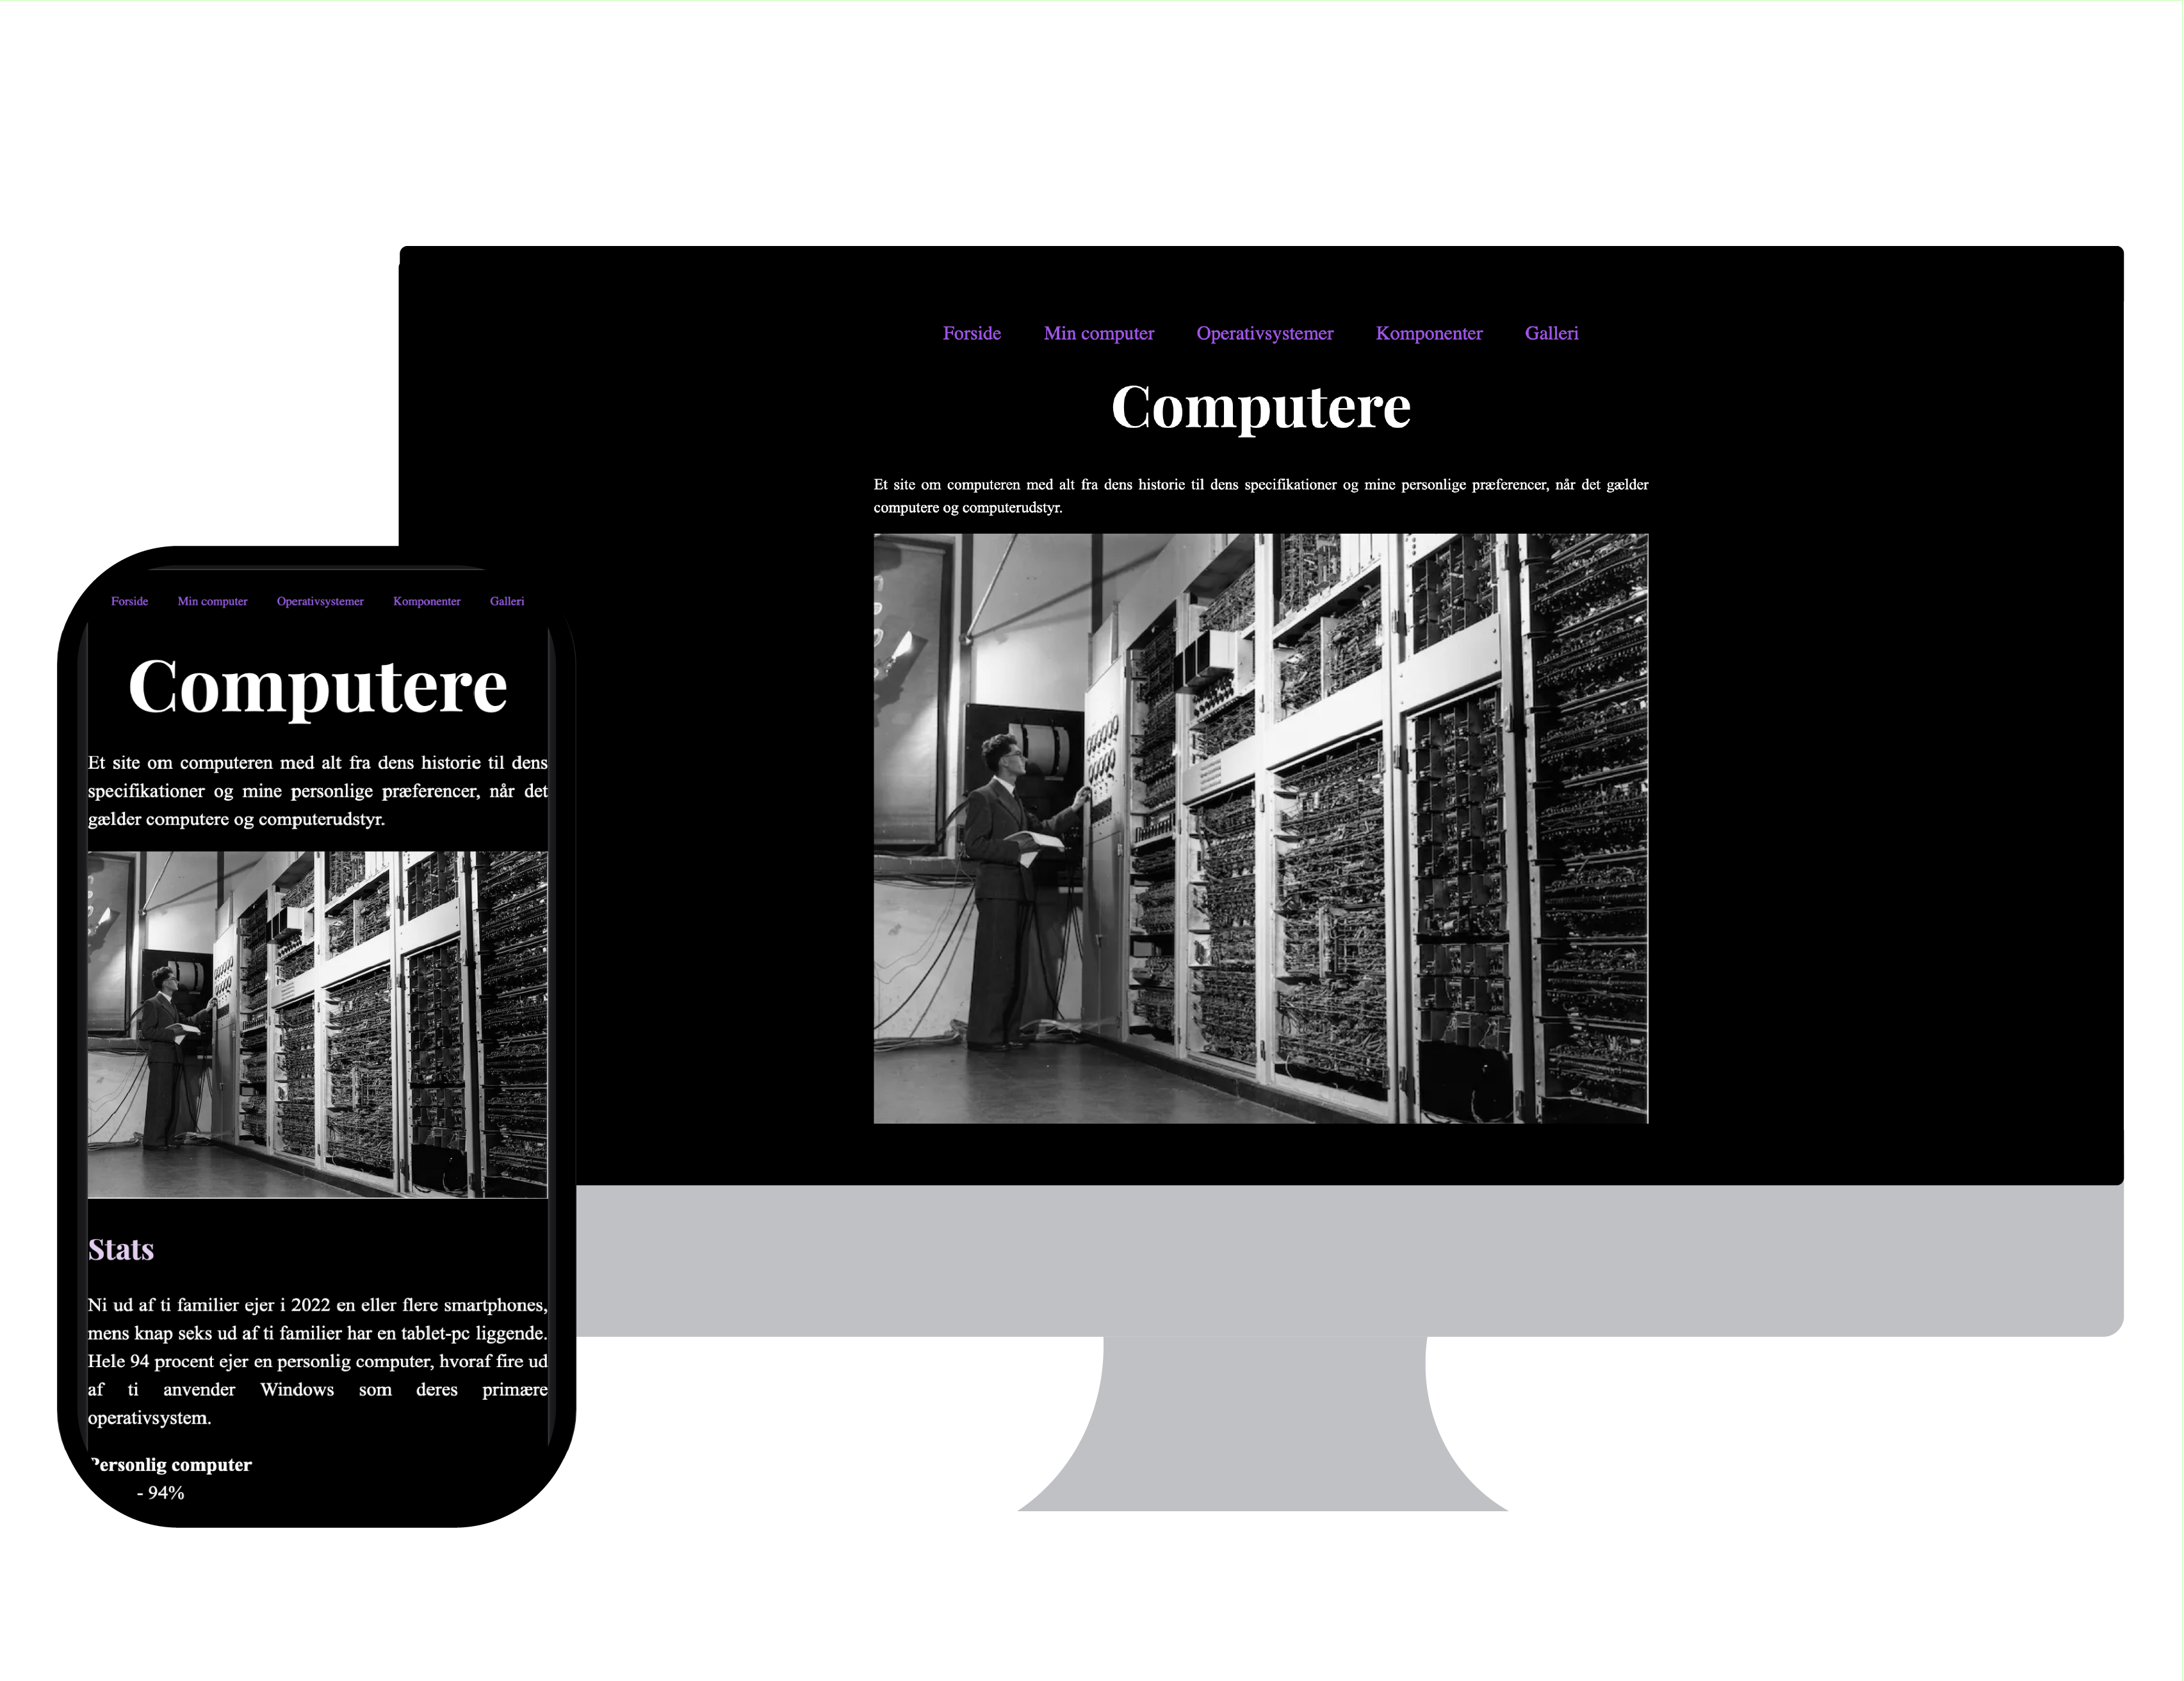 Forside Min computer Operativsystemer Komponenter Galleri
Computere
Et site om computeren med alt fra dens historie til dens specifikationer og mine personlige præferencer, når det gælder
computere og computerudstyr.
Forside Min computer Operativsystemer Komponenter Galleri
Computere
Et site om computeren med alt fra dens historie til dens
specifikationer og mine personlige præferencer, når det
gælder computere og computerudstyr.
Stats
Ni ud af ti familier ejer i 2022 en eller flere smartphones,
mens knap seks ud af ti familier har en tablet-pc liggende.
Hele 94 procent ejer en personlig computer, hvoraf fire ud
af ti anvender Windows som deres primære
operativsystem.
Personlig computer
- 94%